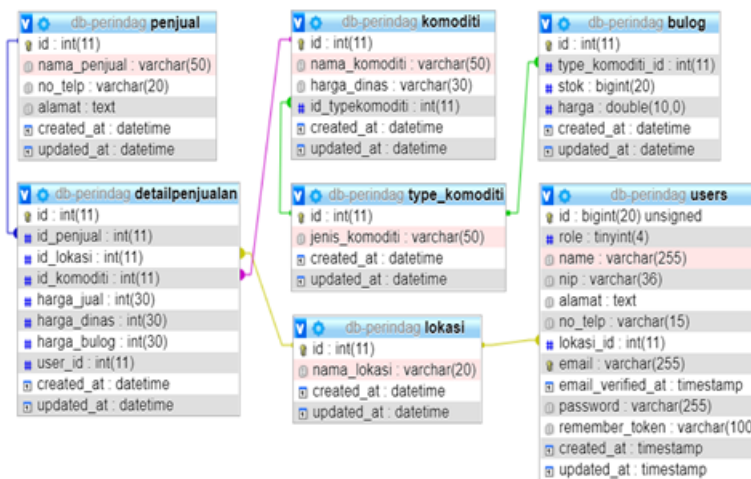 db-perindag penjual
id : int(11)
nama_penjual : varchar(50)
no_telp : varchar(20)
alamat : text
created_at : datetime
updated_at : datetime
db-perindag komoditi
id : int(11)
nama_komoditi : varchar(50)
harga_dinas : varchar(30)
id_typekomoditi : int(11)
created_at : datetime
updated_at : datetime
db-perindag bulog
id : int(11)
type_komoditi_id : int(11)
stok : bigint(20)
harga : double(10,0)
created_at : datetime
updated_at : datetime
db-perindag detailpenjualan
id : int(11)
id_penjual : int(11)
id_lokasi : int(11)
id_komoditi : int(11)
harga_jual : int(30)
harga_dinas : int(30)
harga_bulog : int(30)
user_id : int(11)
created_at : datetime
updated_at : datetime
db-perindag type_komoditi
id : int(11)
jenis_komoditi : varchar(50)
created_at : datetime
updated_at : datetime
db-perindag lokasi
id : int(11)
nama_lokasi : varchar(20)
created_at : datetime
updated_at : datetime
db-perindag users
id : bigint(20) unsigned
role : tinyint(4)
name : varchar(255)
nip : varchar(36)
alamat : text
no_telp : varchar(15)
lokasi_id : int(11)
email : varchar(255)
email_verified_at : timestamp
password : varchar(255)
remember_token : varchar(100
created_at : timestamp
updated_at : timestamp